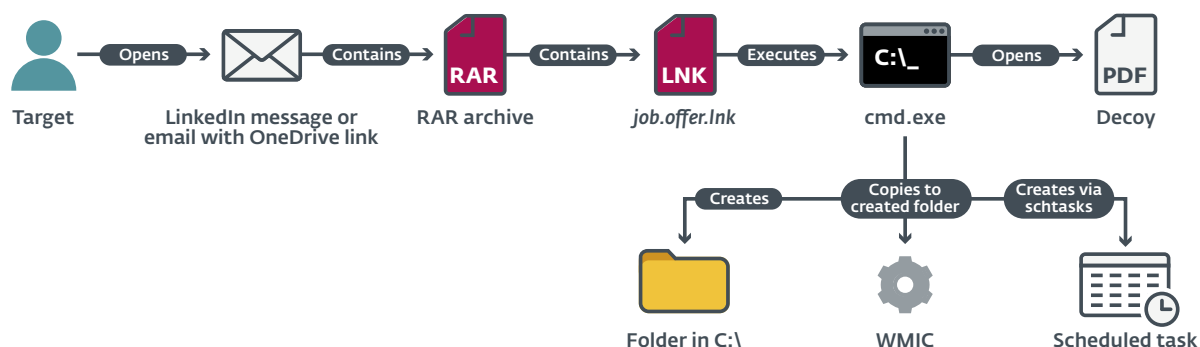 Opens
Contains
Contains
Executes
Opens
RAR
LNK
C:\_
PDF
Target
LinkedIn message or
email with OneDrive link
RAR archive
job.offer.lnk
cmd.exe
Decoy
Creates
Copies to
created folder
Creates via
schtasks
Folder in C:\
WMIC
Scheduled task